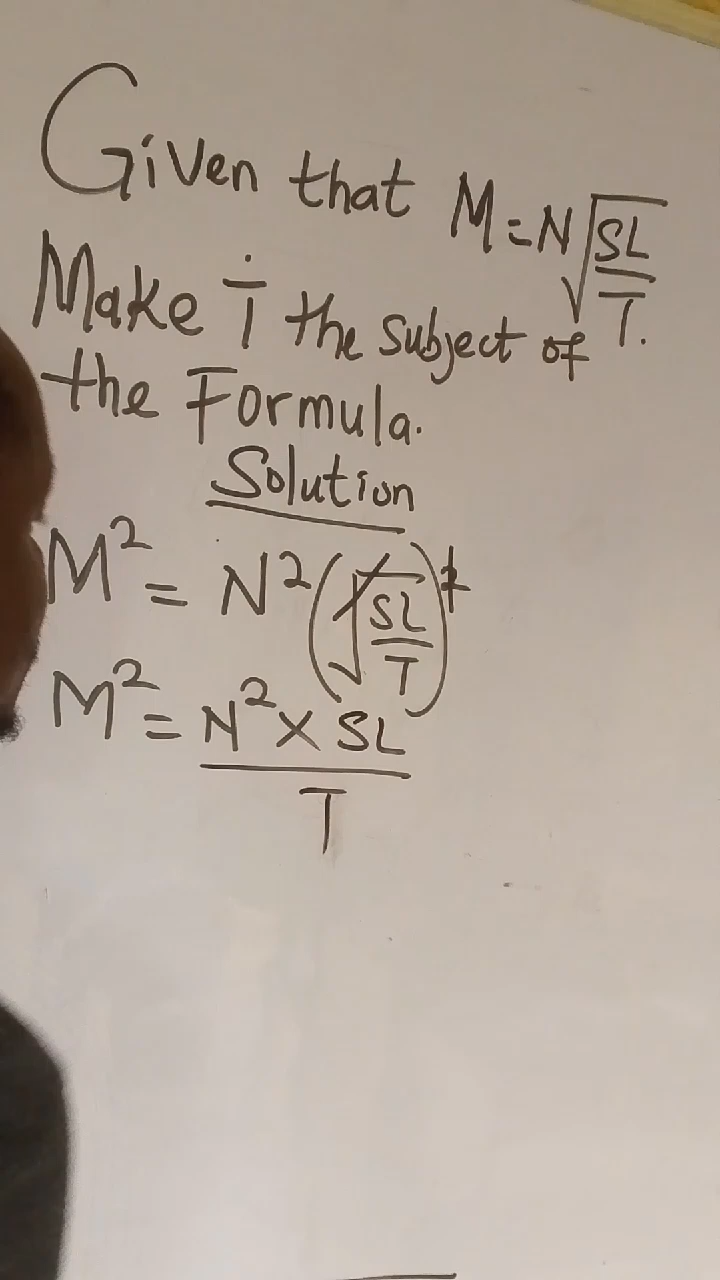 Given that M = N√SL/T.
Make T the subject of
the Formula.
Solution
M² = N²(√SL/T)²
M² = N² × SL
T